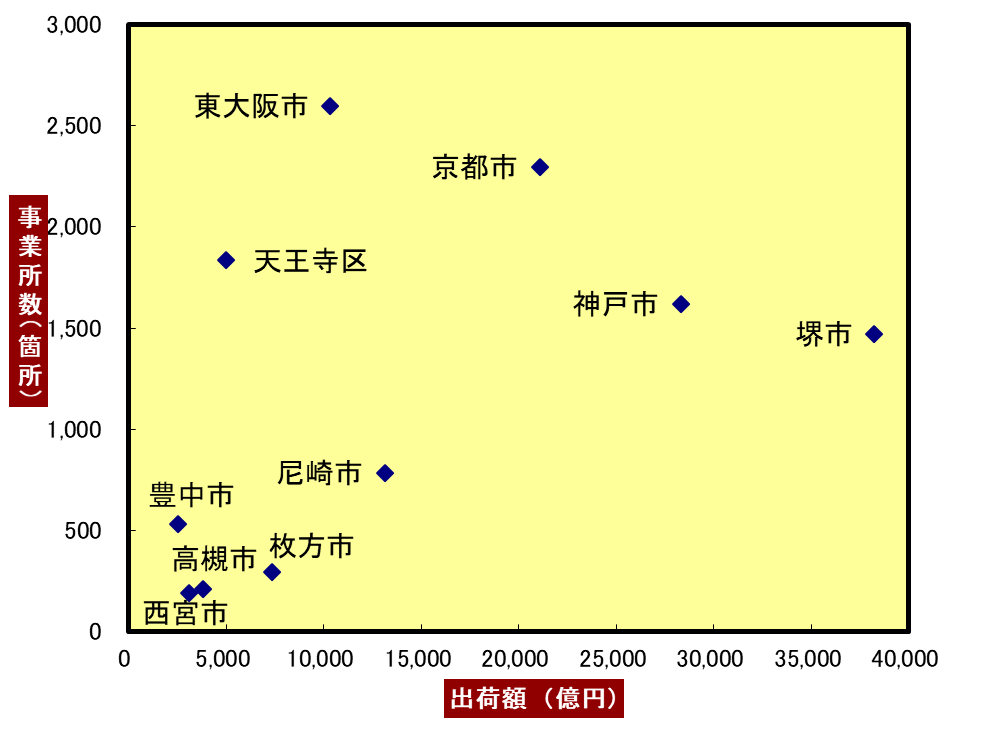 3,000
東大阪市
2,500
京都市
2,000
天王寺区
神戸市
1,500
堺市
事業所数(箇所)
1,000
尼崎市
豊中市
500
枚方市
高槻市
西宮市
0
0 5,000 10,000 15,000 20,000 25,000 30,000 35,000 40,000
出荷額（億円）